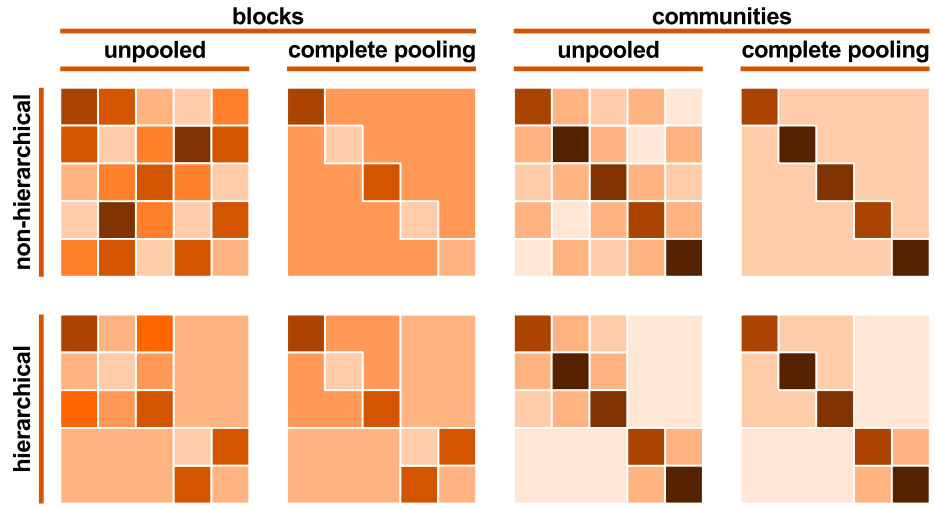 blocks
communities
unpooled
complete pooling
unpooled
complete pooling
non-hierarchical
hierarchical